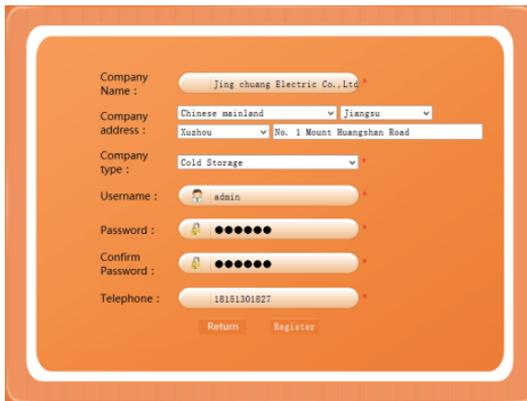 Company Name： Jing chuang Electric Co.,Ltd *
Company address： Chinese mainland Jiangsu
Xuzhou No. 1 Mount Huangshan Road
Company type： Cold Storage *
Username： admin *
Password： ●●●●●● *
Confirm Password： ●●●●●● *
Telephone： 18151301827 *
Return Register